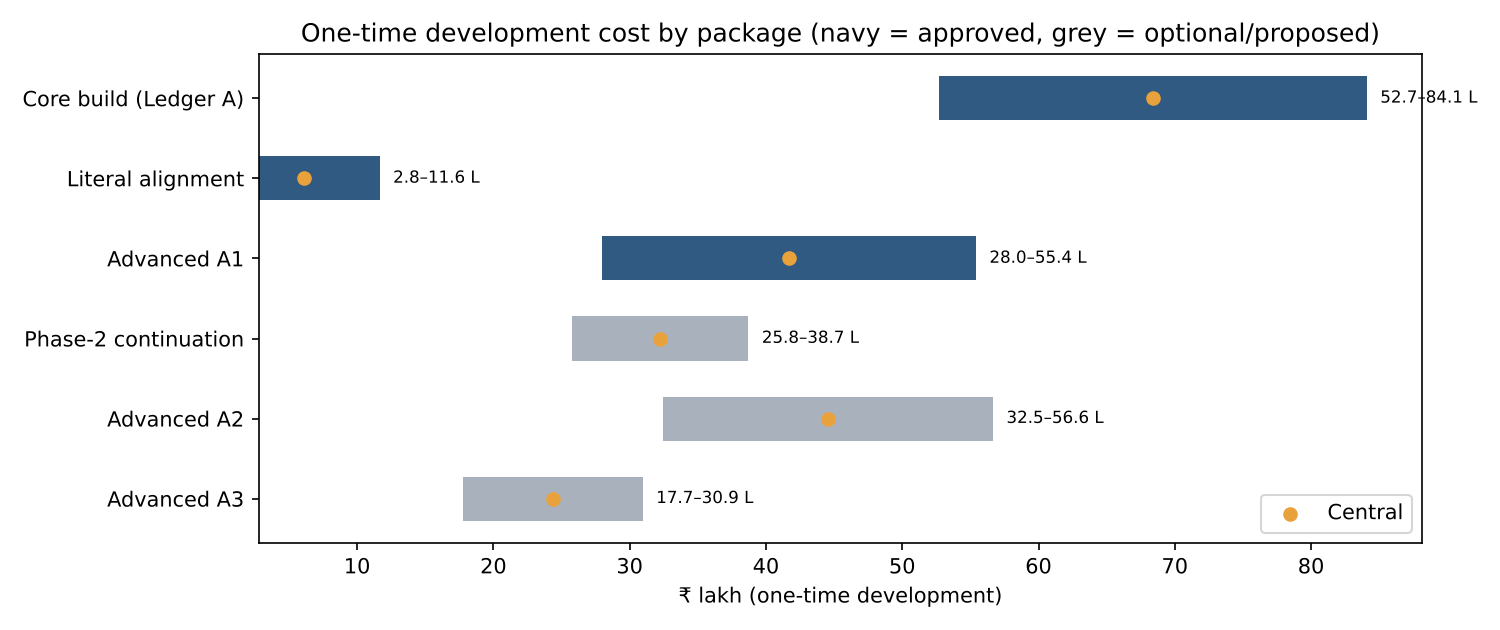 One-time development cost by package (navy = approved, grey = optional/proposed)
Core build (Ledger A)
52.7–84.1 L
Literal alignment
2.8–11.6 L
Advanced A1
28.0–55.4 L
Phase-2 continuation
25.8–38.7 L
Advanced A2
32.5–56.6 L
Advanced A3
17.7–30.9 L
Central
10 20 30 40 50 60 70 80
₹ lakh (one-time development)